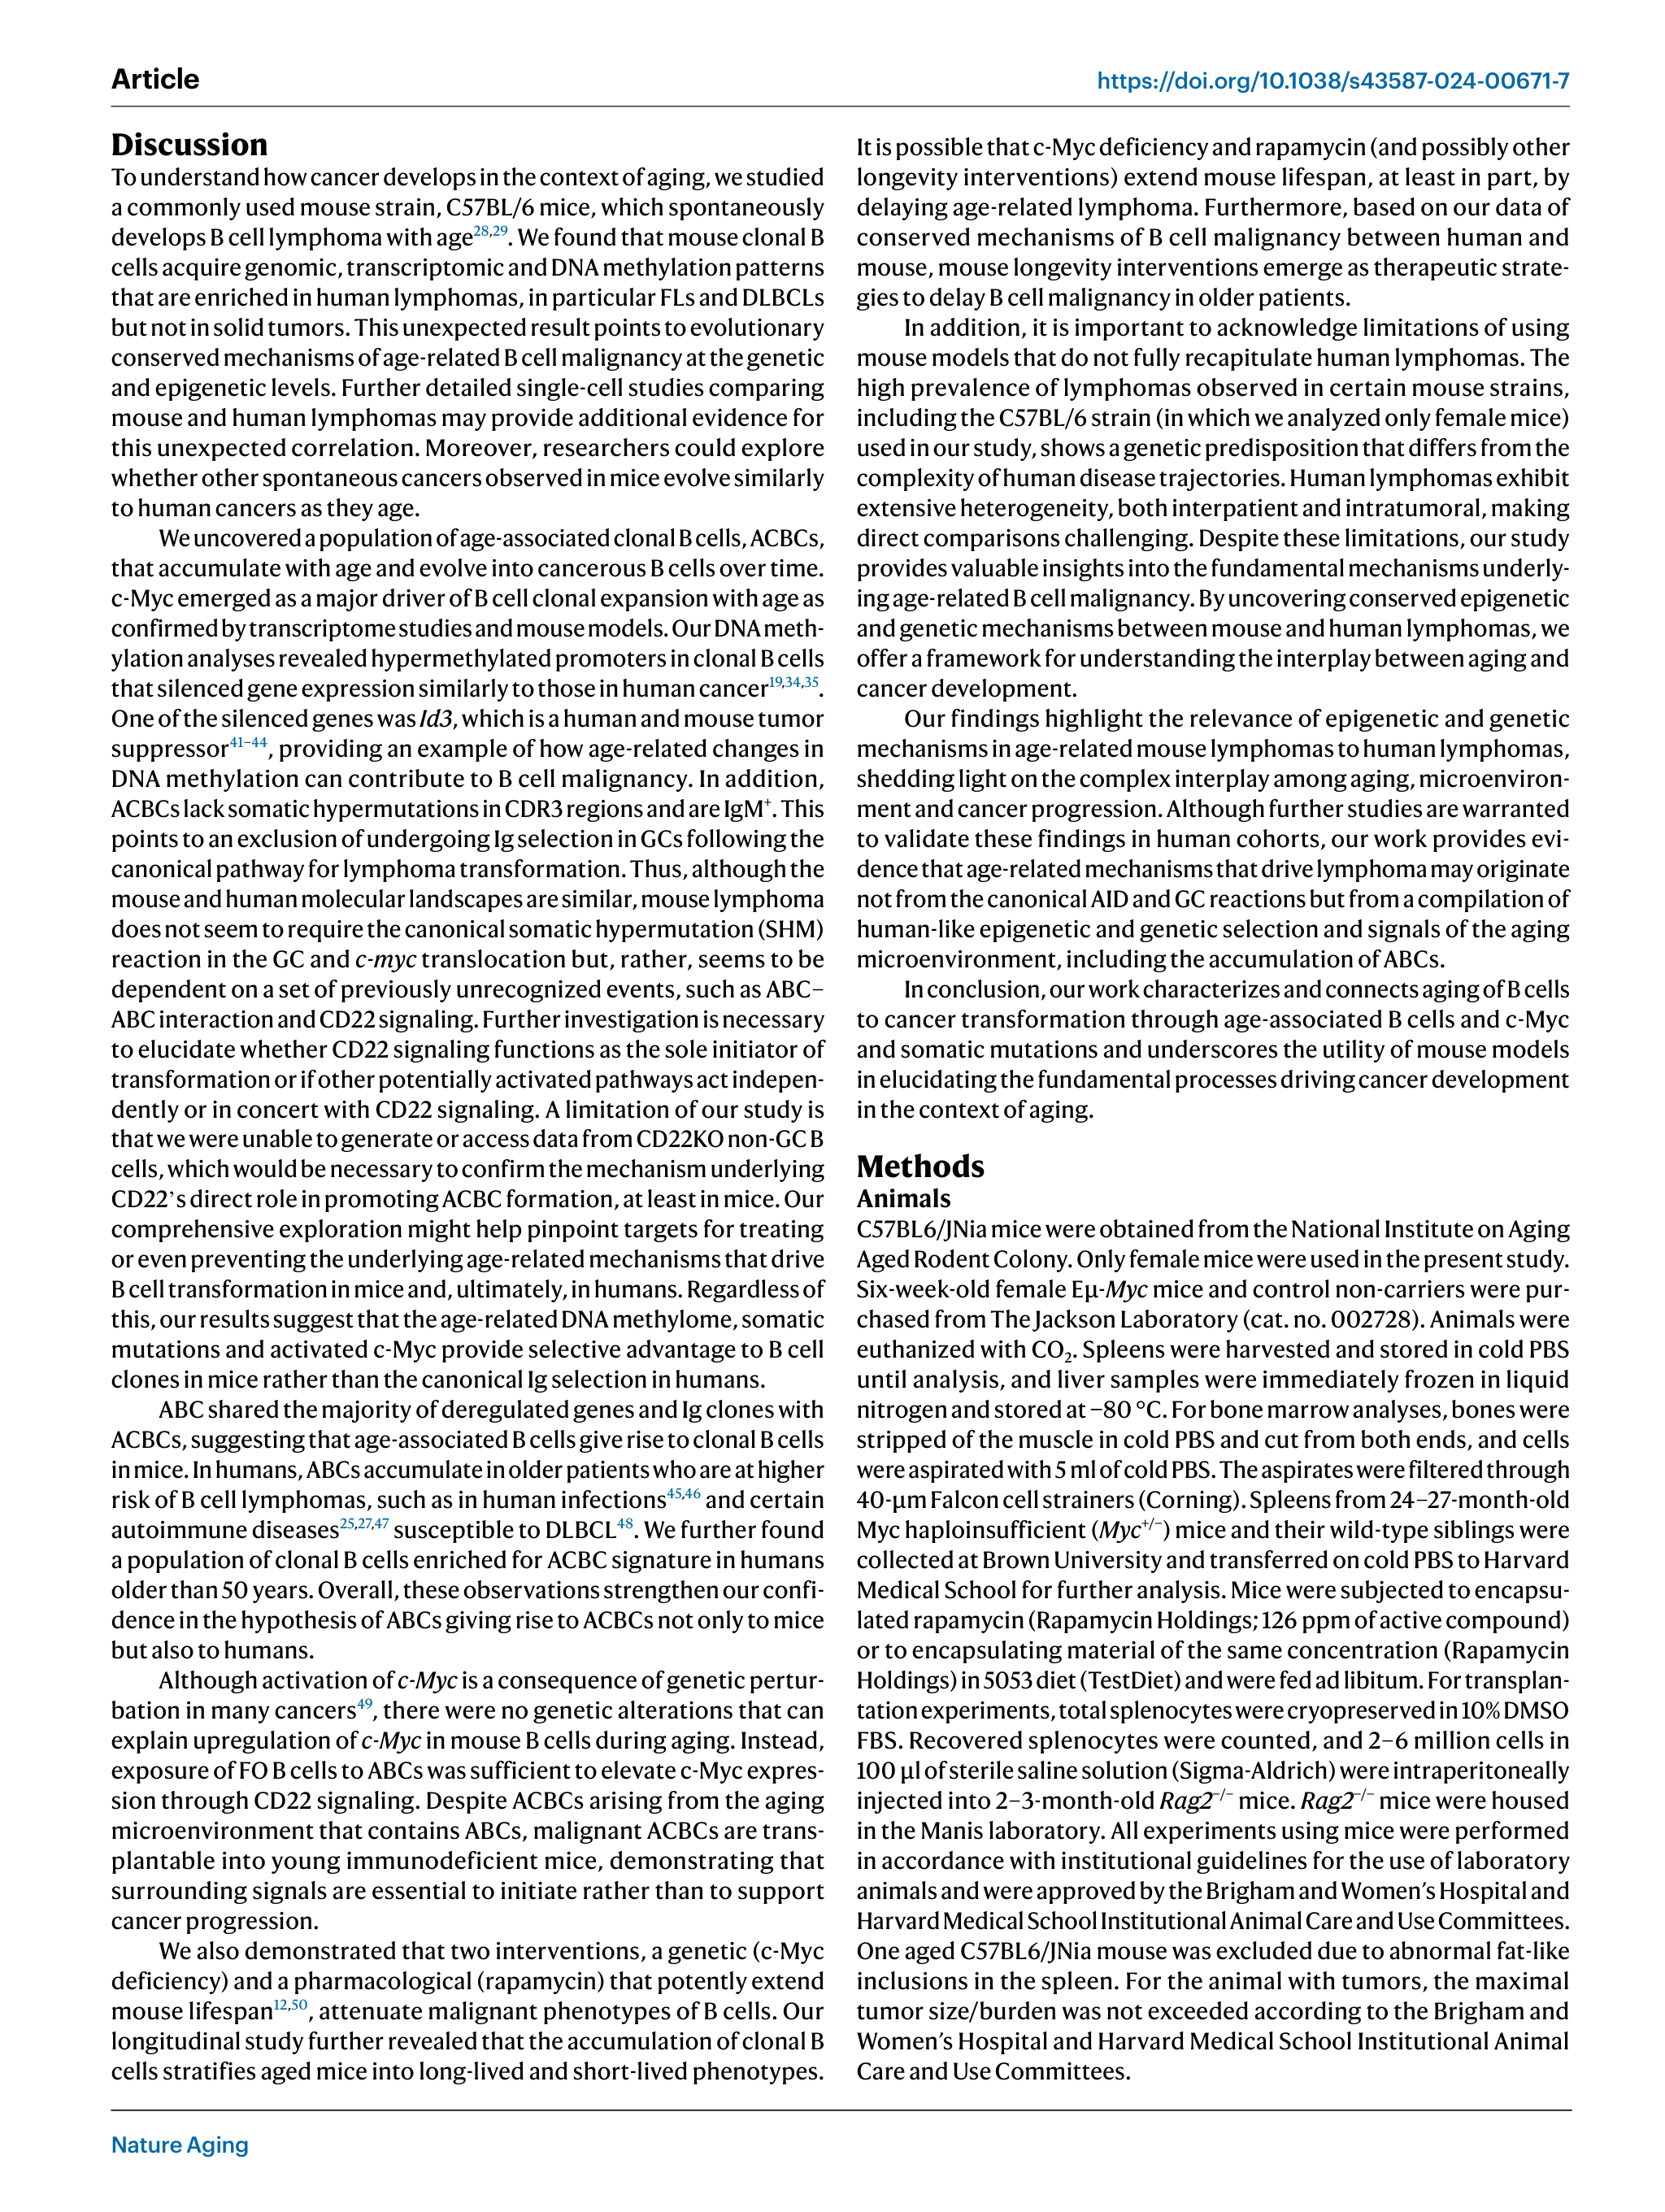 Article
https://doi.org/10.1038/s43587-024-00671-7
Discussion
To understand how cancer develops in the context of aging, we studied
a commonly used mouse strain, C57BL/6 mice, which spontaneously
develops B cell lymphoma with age28,29. We found that mouse clonal B
cells acquire genomic, transcriptomic and DNA methylation patterns
that are enriched in human lymphomas, in particular FLs and DLBCLs
but not in solid tumors. This unexpected result points to evolutionary
conserved mechanisms of age-related B cell malignancy at the genetic
and epigenetic levels. Further detailed single-cell studies comparing
mouse and human lymphomas may provide additional evidence for
this unexpected correlation. Moreover, researchers could explore
whether other spontaneous cancers observed in mice evolve similarly
to human cancers as they age.
We uncovered a population of age-associated clonal B cells, ACBCs,
that accumulate with age and evolve into cancerous B cells over time.
c-Myc emerged as a major driver of B cell clonal expansion with age as
confirmed by transcriptome studies and mouse models. Our DNA meth-
ylation analyses revealed hypermethylated promoters in clonal B cells
that silenced gene expression similarly to those in human cancer19,34,35.
One of the silenced genes was Id3, which is a human and mouse tumor
suppressor41–44, providing an example of how age-related changes in
DNA methylation can contribute to B cell malignancy. In addition,
ACBCs lack somatic hypermutations in CDR3 regions and are IgM+. This
points to an exclusion of undergoing Ig selection in GCs following the
canonical pathway for lymphoma transformation. Thus, although the
mouse and human molecular landscapes are similar, mouse lymphoma
does not seem to require the canonical somatic hypermutation (SHM)
reaction in the GC and c-myc translocation but, rather, seems to be
dependent on a set of previously unrecognized events, such as ABC–
ABC interaction and CD22 signaling. Further investigation is necessary
to elucidate whether CD22 signaling functions as the sole initiator of
transformation or if other potentially activated pathways act indepen-
dently or in concert with CD22 signaling. A limitation of our study is
that we were unable to generate or access data from CD22KO non-GC B
cells, which would be necessary to confirm the mechanism underlying
CD22's direct role in promoting ACBC formation, at least in mice. Our
comprehensive exploration might help pinpoint targets for treating
or even preventing the underlying age-related mechanisms that drive
B cell transformation in mice and, ultimately, in humans. Regardless of
this, our results suggest that the age-related DNA methylome, somatic
mutations and activated c-Myc provide selective advantage to B cell
clones in mice rather than the canonical Ig selection in humans.
ABC shared the majority of deregulated genes and Ig clones with
ACBCs, suggesting that age-associated B cells give rise to clonal B cells
in mice. In humans, ABCs accumulate in older patients who are at higher
risk of B cell lymphomas, such as in human infections45,46 and certain
autoimmune diseases25,27,47 susceptible to DLBCL48. We further found
a population of clonal B cells enriched for ACBC signature in humans
older than 50 years. Overall, these observations strengthen our confi-
dence in the hypothesis of ABCs giving rise to ACBCs not only to mice
but also to humans.
Although activation of c-Myc is a consequence of genetic pertur-
bation in many cancers49, there were no genetic alterations that can
explain upregulation of c-Myc in mouse B cells during aging. Instead,
exposure of FO B cells to ABCs was sufficient to elevate c-Myc expres-
sion through CD22 signaling. Despite ACBCs arising from the aging
microenvironment that contains ABCs, malignant ACBCs are trans-
plantable into young immunodeficient mice, demonstrating that
surrounding signals are essential to initiate rather than to support
cancer progression.
We also demonstrated that two interventions, a genetic (c-Myc
deficiency) and a pharmacological (rapamycin) that potently extend
mouse lifespan12,50, attenuate malignant phenotypes of B cells. Our
longitudinal study further revealed that the accumulation of clonal B
cells stratifies aged mice into long-lived and short-lived phenotypes.
It is possible that c-Myc deficiency and rapamycin (and possibly other
longevity interventions) extend mouse lifespan, at least in part, by
delaying age-related lymphoma. Furthermore, based on our data of
conserved mechanisms of B cell malignancy between human and
mouse, mouse longevity interventions emerge as therapeutic strate-
gies to delay B cell malignancy in older patients.
In addition, it is important to acknowledge limitations of using
mouse models that do not fully recapitulate human lymphomas. The
high prevalence of lymphomas observed in certain mouse strains,
including the C57BL/6 strain (in which we analyzed only female mice)
used in our study, shows a genetic predisposition that differs from the
complexity of human disease trajectories. Human lymphomas exhibit
extensive heterogeneity, both interpatient and intratumoral, making
direct comparisons challenging. Despite these limitations, our study
provides valuable insights into the fundamental mechanisms underly-
ing age-related B cell malignancy. By uncovering conserved epigenetic
and genetic mechanisms between mouse and human lymphomas, we
offer a framework for understanding the interplay between aging and
cancer development.
Our findings highlight the relevance of epigenetic and genetic
mechanisms in age-related mouse lymphomas to human lymphomas,
shedding light on the complex interplay among aging, microenviron-
ment and cancer progression. Although further studies are warranted
to validate these findings in human cohorts, our work provides evi-
dence that age-related mechanisms that drive lymphoma may originate
not from the canonical AID and GC reactions but from a compilation of
human-like epigenetic and genetic selection and signals of the aging
microenvironment, including the accumulation of ABCs.
In conclusion, our work characterizes and connects aging of B cells
to cancer transformation through age-associated B cells and c-Myc
and somatic mutations and underscores the utility of mouse models
in elucidating the fundamental processes driving cancer development
in the context of aging.
Methods
Animals
C57BL6/JNia mice were obtained from the National Institute on Aging
Aged Rodent Colony. Only female mice were used in the present study.
Six-week-old female Eμ-Myc mice and control non-carriers were pur-
chased from The Jackson Laboratory (cat. no. 002728). Animals were
euthanized with CO2. Spleens were harvested and stored in cold PBS
until analysis, and liver samples were immediately frozen in liquid
nitrogen and stored at −80 °C. For bone marrow analyses, bones were
stripped of the muscle in cold PBS and cut from both ends, and cells
were aspirated with 5 ml of cold PBS. The aspirates were filtered through
40-μm Falcon cell strainers (Corning). Spleens from 24–27-month-old
Myc haploinsufficient (Myc+/−) mice and their wild-type siblings were
collected at Brown University and transferred on cold PBS to Harvard
Medical School for further analysis. Mice were subjected to encapsu-
lated rapamycin (Rapamycin Holdings; 126 ppm of active compound)
or to encapsulating material of the same concentration (Rapamycin
Holdings) in 5053 diet (TestDiet) and were fed ad libitum. For transplan-
tation experiments, total splenocytes were cryopreserved in 10% DMSO
FBS. Recovered splenocytes were counted, and 2–6 million cells in
100 μl of sterile saline solution (Sigma-Aldrich) were intraperitoneally
injected into 2–3-month-old Rag2−/− mice. Rag2−/− mice were housed
in the Manis laboratory. All experiments using mice were performed
in accordance with institutional guidelines for the use of laboratory
animals and were approved by the Brigham and Women's Hospital and
Harvard Medical School Institutional Animal Care and Use Committees.
One aged C57BL6/JNia mouse was excluded due to abnormal fat-like
inclusions in the spleen. For the animal with tumors, the maximal
tumor size/burden was not exceeded according to the Brigham and
Women's Hospital and Harvard Medical School Institutional Animal
Care and Use Committees.
Nature Aging